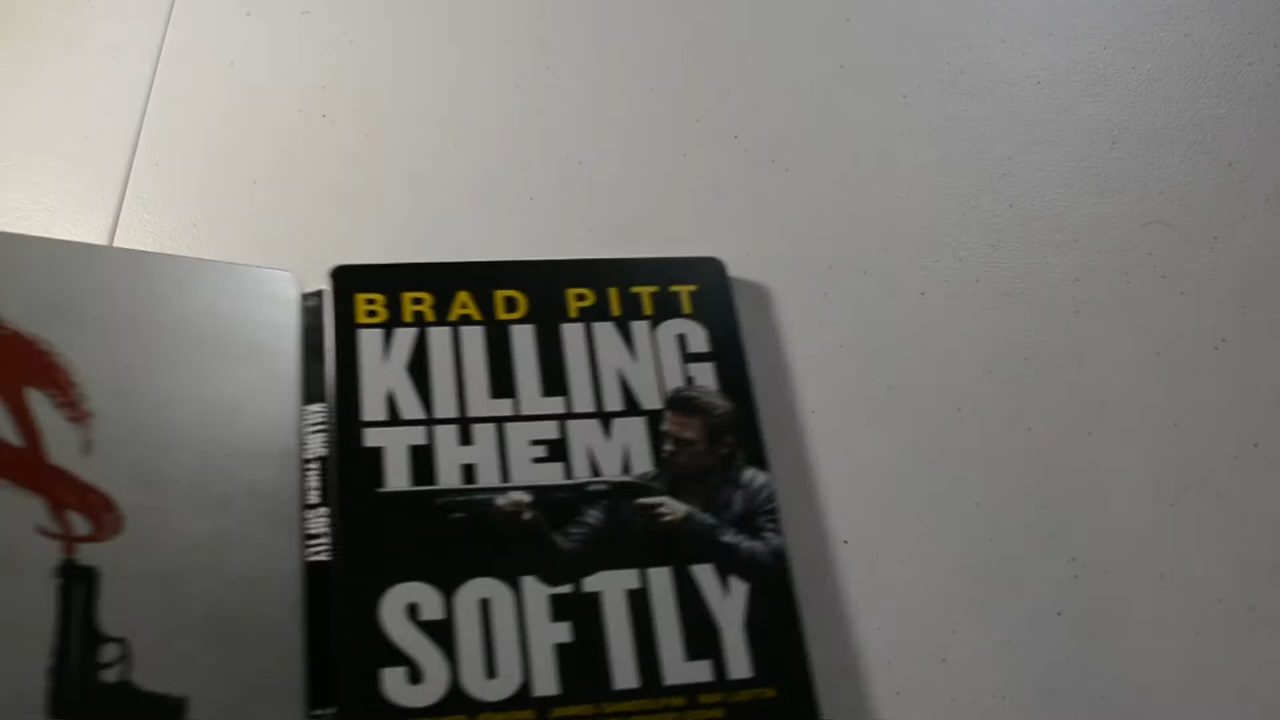 BRAD PITT
KILLING
THEM
SOFTLY
KILLING THEM SOFTLY